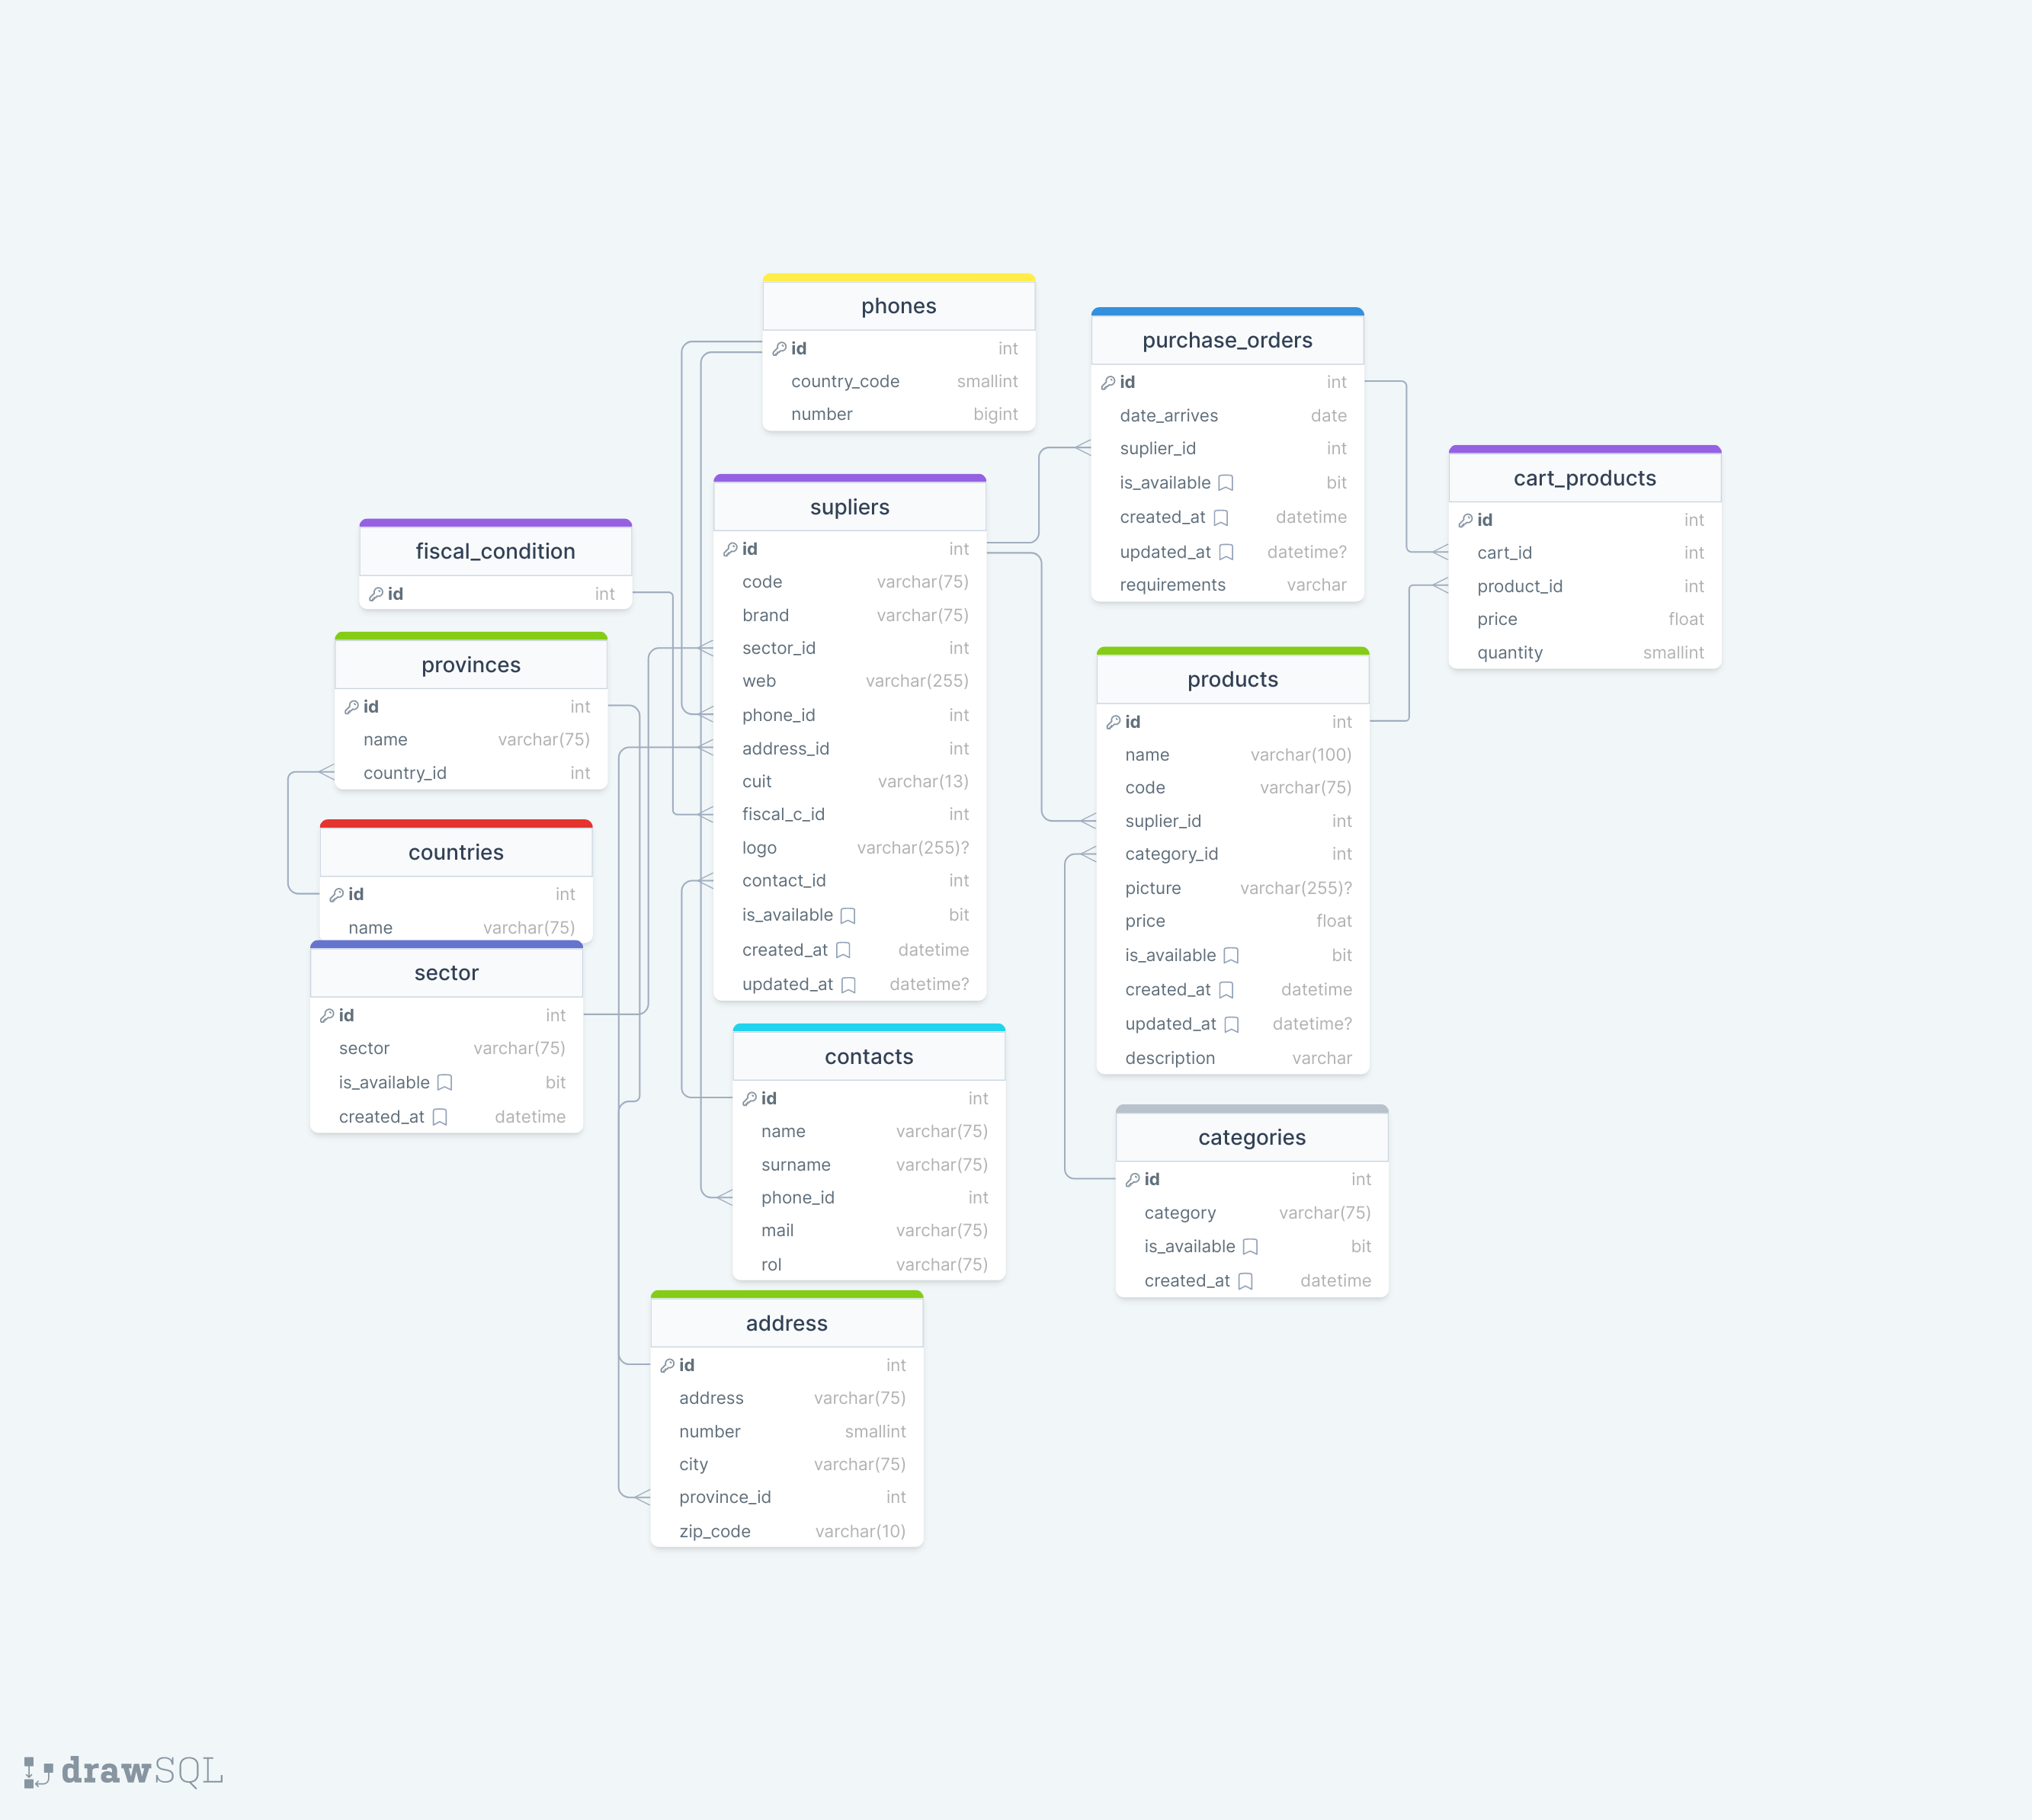 phones
id int
country_code smallint
number bigint
purchase_orders
id int
date_arrives date
suplier_id int
is_available bit
created_at datetime
updated_at datetime?
requirements varchar
cart_products
id int
cart_id int
product_id int
price float
quantity smallint
supliers
id int
code varchar(75)
brand varchar(75)
sector_id int
web varchar(255)
phone_id int
address_id int
cuit varchar(13)
fiscal_c_id int
logo varchar(255)?
contact_id int
is_available bit
created_at datetime
updated_at datetime?
fiscal_condition
id int
provinces
id int
name varchar(75)
country_id int
countries
id int
name varchar(75)
sector
id int
sector varchar(75)
is_available bit
created_at datetime
products
id int
name varchar(100)
code varchar(75)
suplier_id int
category_id int
picture varchar(255)?
price float
is_available bit
created_at datetime
updated_at datetime?
description varchar
contacts
id int
name varchar(75)
surname varchar(75)
phone_id int
mail varchar(75)
rol varchar(75)
categories
id int
category varchar(75)
is_available bit
created_at datetime
address
id int
address varchar(75)
number smallint
city varchar(75)
province_id int
zip_code varchar(10)
drawSQL